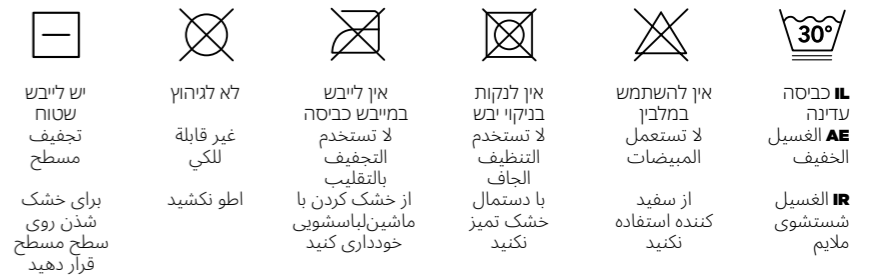 30°
IL כביסה
עדינה
AE الغسيل
الخفيف
IR الغسيل
شستشوی
ملایم
אין להשתמש
במלבין
لا تستعمل
المبيضات
از سفید
کننده استفاده
نکنید
אין לנקות
בניקוי יבש
لا تستخدم
التنظيف
الجاف
با دستمال
خشک تمیز
نکنید
אין לייבש
במייבש כביסה
لا تستخدم
التجفيف
بالتقليب
از خشک کردن با
ماشین‌لباسشویی
خودداری کنید
לא לגיהוץ
غير قابلة
للكي
اطو نکشید
יש לייבש
שטוח
تجفيف
مسطح
برای خشک
شذن روی
سطح مسطح
قرار دهید